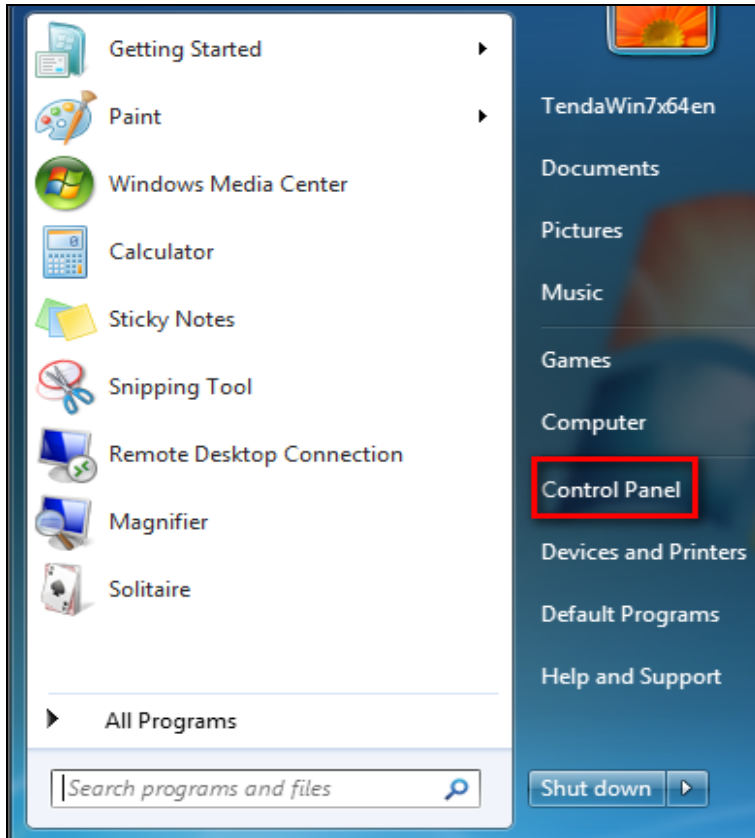 Getting Started
Paint
Windows Media Center
Calculator
Sticky Notes
Snipping Tool
Remote Desktop Connection
Magnifier
Solitaire
All Programs
Search programs and files
TendaWin7x64en
Documents
Pictures
Music
Games
Computer
Control Panel
Devices and Printers
Default Programs
Help and Support
Shut down